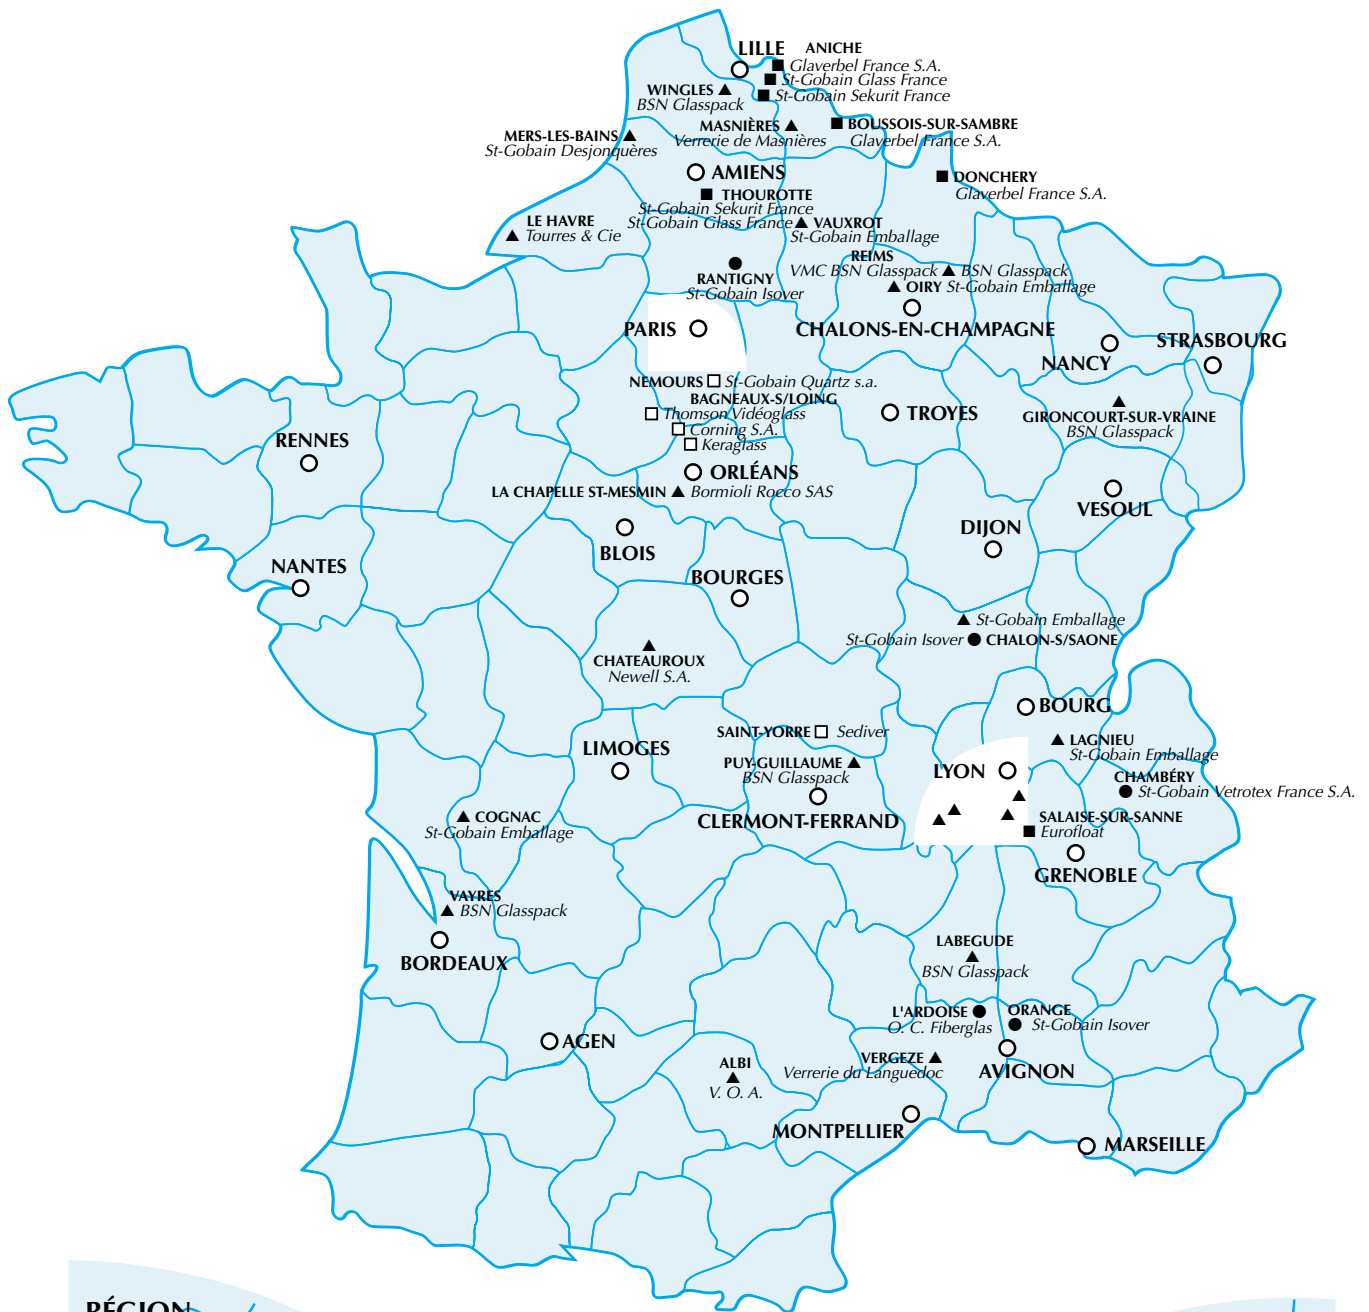 LILLE
ANICHE
Glaverbel France S.A.
St-Gobain Glass France
St-Gobain Sekurit France
WINGLES
BSN Glasspack
MASNIÈRES
Verrerie de Masnières
BOUSSOIS-SUR-SAMBRE
Glaverbel France S.A.
MERS-LES-BAINS
St-Gobain Desjonquères
AMIENS
DONCHERY
Glaverbel France S.A.
THOUROTTE
St-Gobain Sekurit France
St-Gobain Glass France
LE HAVRE
Tourres & Cie
VAUXROT
St-Gobain Emballage
REIMS
VMC BSN Glasspack
BSN Glasspack
RANTIGNY
St-Gobain Isover
OIRY St-Gobain Emballage
PARIS
CHALONS-EN-CHAMPAGNE
NANCY
STRASBOURG
NEMOURS
St-Gobain Quartz s.a.
BAGNEAUX-S/LOING
Thomson Vidéoglass
Corning S.A.
Keraglass
TROYES
GIRONCOURT-SUR-VRAINE
BSN Glasspack
RENNES
ORLÉANS
LA CHAPELLE ST-MESMIN
Bormioli Rocco SAS
VESOUL
BLOIS
DIJON
NANTES
BOURGES
St-Gobain Emballage
St-Gobain Isover
CHALON-S/SAONE
CHATEAUROUX
Newell S.A.
BOURG
SAINT-YORRE
Sediver
LIMOGES
LAGNIEU
St-Gobain Emballage
PUY-GUILLAUME
BSN Glasspack
LYON
CHAMBÉRY
St-Gobain Vetrotex France S.A.
CLERMONT-FERRAND
COGNAC
St-Gobain Emballage
SALAISE-SUR-SANNE
Eurofloat
GRENOBLE
VAYRES
BSN Glasspack
BORDEAUX
LABEGUDE
BSN Glasspack
L'ARDOISE
O. C. Fiberglas
ORANGE
St-Gobain Isover
AGEN
ALBI
V. O. A.
VERGEZE
Verrerie du Languedoc
AVIGNON
MONTPELLIER
MARSEILLE
RÉGION